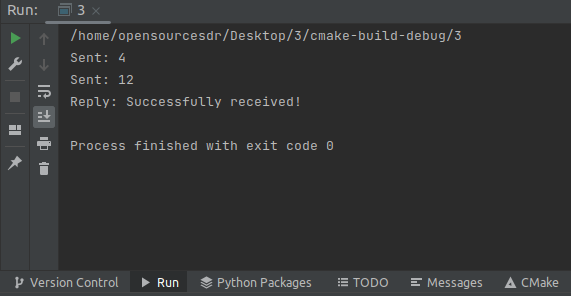 Run: 3
/home/opensourcesdr/Desktop/3/cmake-build-debug/3
Sent: 4
Sent: 12
Reply: Successfully received!
Process finished with exit code 0
Version Control Run Python Packages TODO Messages CMake